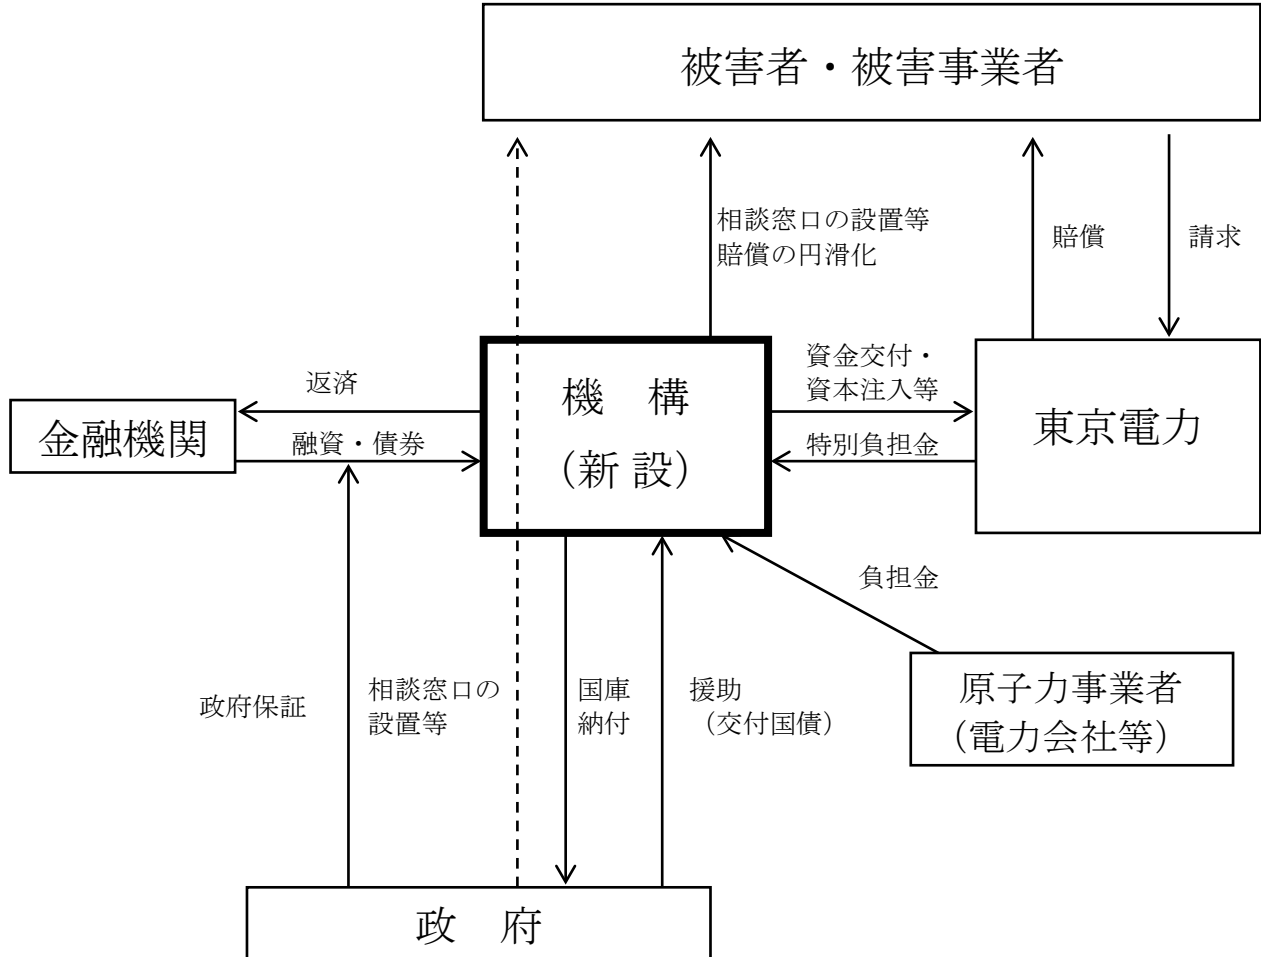 被害者・被害事業者
相談窓口の設置等
賠償の円滑化
賠償
請求
返済
機　構
（新 設）
資金交付・
資本注入等
東京電力
金融機関
融資・債券
特別負担金
負担金
政府保証
相談窓口の
設置等
国庫
納付
援助
（交付国債）
原子力事業者
（電力会社等）
政　府